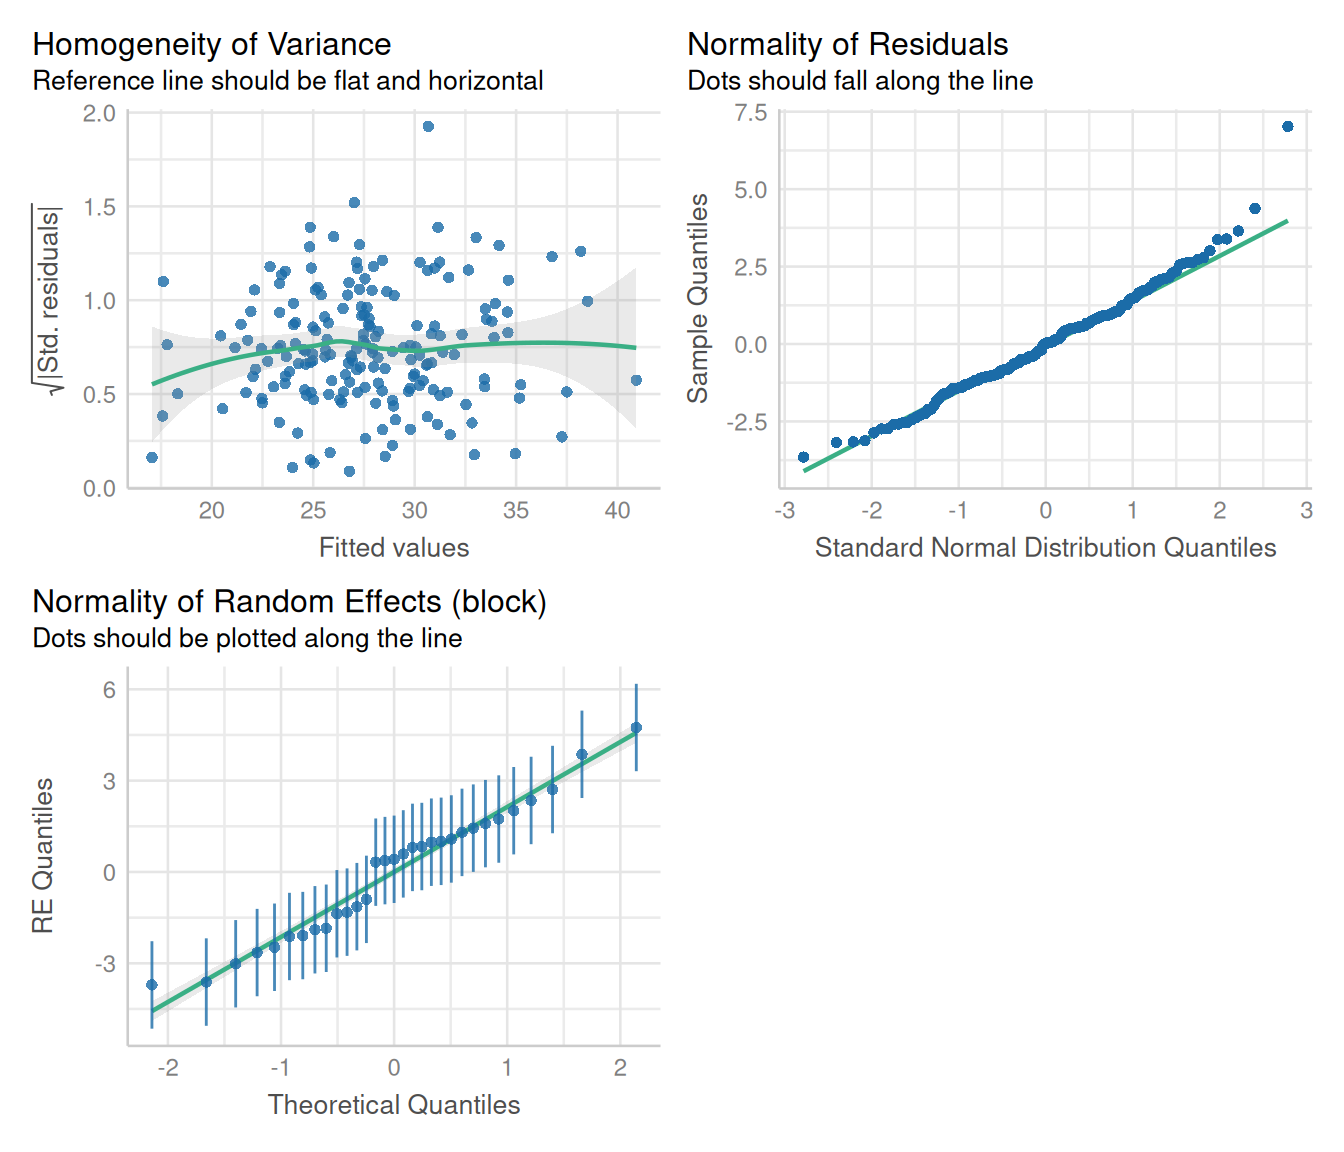 Homogeneity of Variance
Reference line should be flat and horizontal
2.0
1.5
1.0
0.5
0.0
√|Std. residuals|
20 25 30 35 40
Fitted values
Normality of Residuals
Dots should fall along the line
7.5
5.0
2.5
0.0
-2.5
Sample Quantiles
-3 -2 -1 0 1 2 3
Standard Normal Distribution Quantiles
Normality of Random Effects (block)
Dots should be plotted along the line
6
3
0
-3
RE Quantiles
-2 -1 0 1 2
Theoretical Quantiles